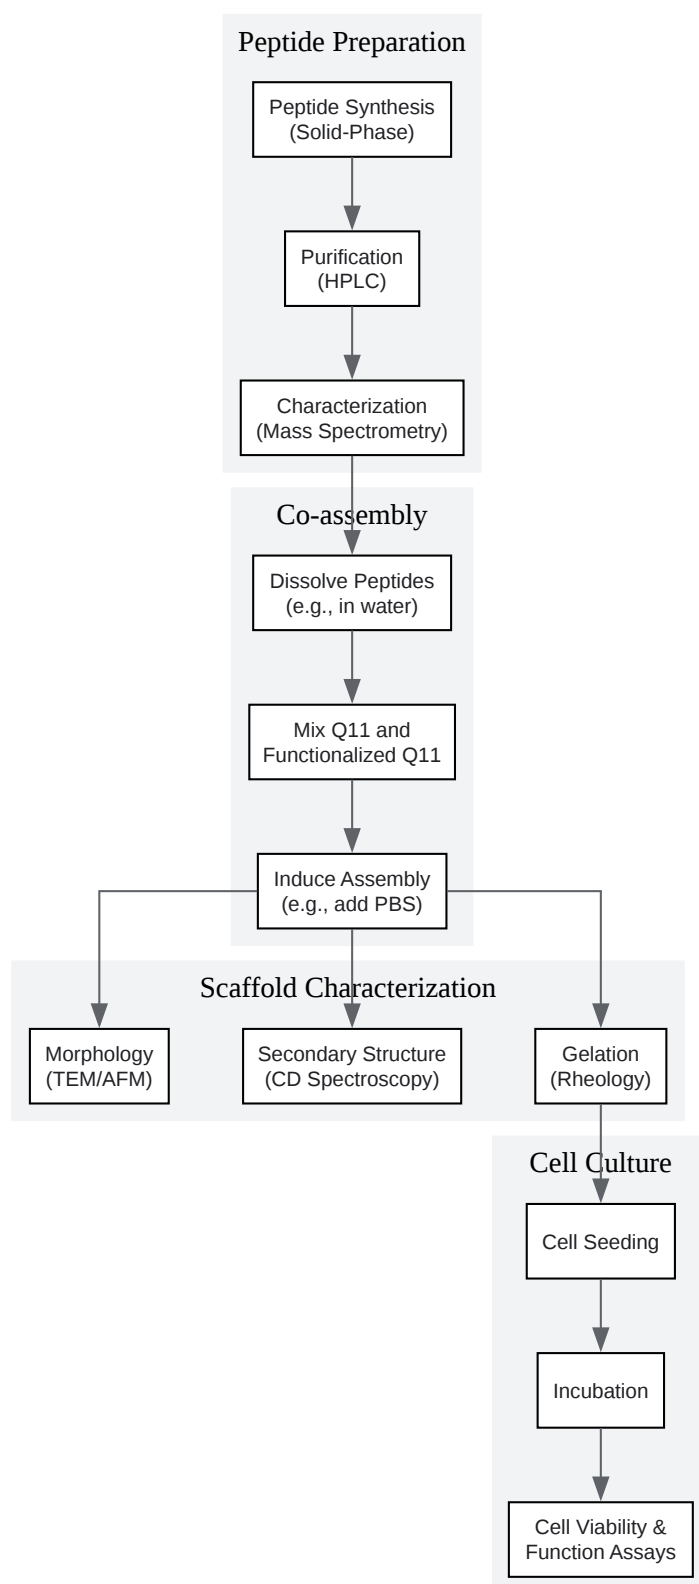 Peptide Preparation
Peptide Synthesis
(Solid-Phase)
Purification
(HPLC)
Characterization
(Mass Spectrometry)
Co-assembly
Dissolve Peptides
(e.g., in water)
Mix Q11 and
Functionalized Q11
Induce Assembly
(e.g., add PBS)
Scaffold Characterization
Morphology
(TEM/AFM)
Secondary Structure
(CD Spectroscopy)
Gelation
(Rheology)
Cell Culture
Cell Seeding
Incubation
Cell Viability &
Function Assays